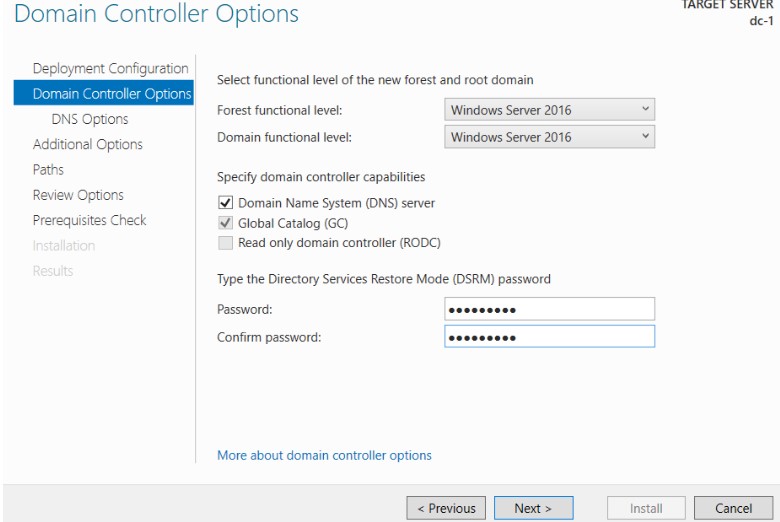 Domain Controller Options
TARGET SERVER
dc-1
Deployment Configuration
Domain Controller Options
DNS Options
Additional Options
Paths
Review Options
Prerequisites Check
Installation
Results
Select functional level of the new forest and root domain
Forest functional level: Windows Server 2016
Domain functional level: Windows Server 2016
Specify domain controller capabilities
Domain Name System (DNS) server
Global Catalog (GC)
Read only domain controller (RODC)
Type the Directory Services Restore Mode (DSRM) password
Password: •••••••••
Confirm password: •••••••••
More about domain controller options
< Previous Next > Install Cancel